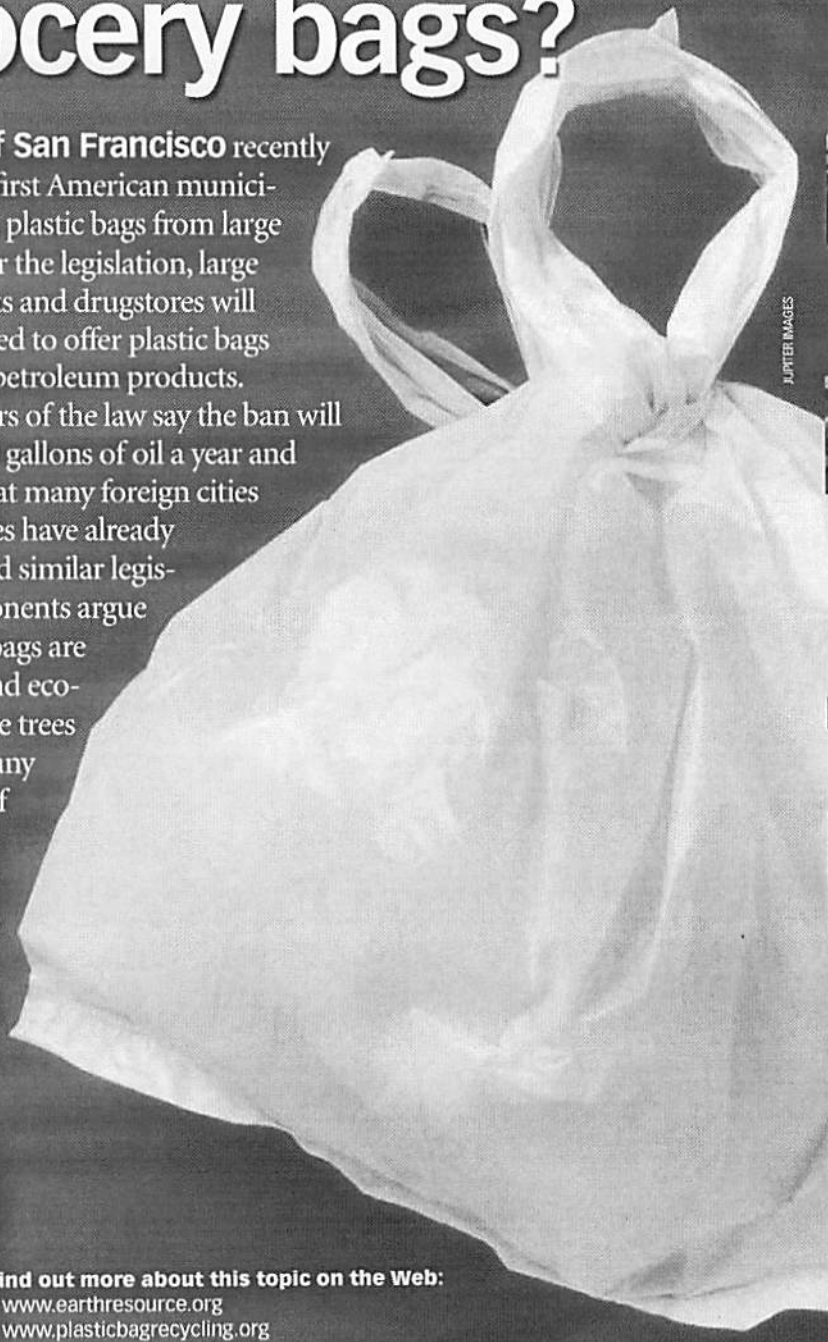 ocery bags?
f San Francisco recently
first American munici-
plastic bags from large
r the legislation, large
s and drugstores will
ed to offer plastic bags
petroleum products.
rs of the law say the ban will
gallons of oil a year and
at many foreign cities
es have already
d similar legis-
onents argue
bags are
nd eco-
e trees
any
f
JUPITER IMAGES
ind out more about this topic on the Web:
www.earthresource.org
www.plasticbagrecycling.org